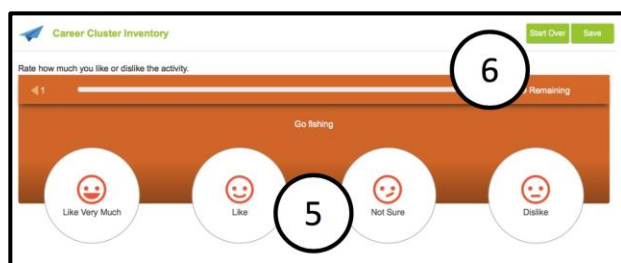 Career Cluster Inventory
Start Over Save
6
Rate how much you like or dislike the activity.
1
Remaining
Go fishing
Like Very Much Like Not Sure Dislike
5